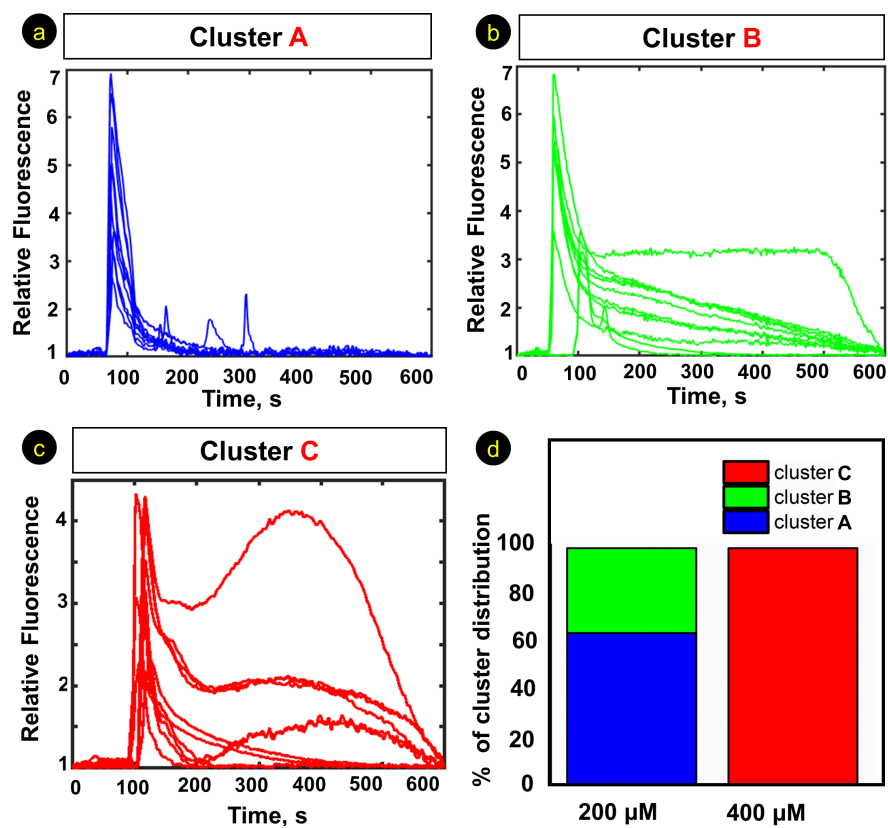 a
Cluster A
Relative Fluorescence
7
6
5
4
3
2
1
0 100 200 300 400 500 600
Time, s
b
Cluster B
Relative Fluorescence
7
6
5
4
3
2
1
0 100 200 300 400 500 600
Time, s
c
Cluster C
Relative Fluorescence
4
3
2
1
0 100 200 300 400 500 600
Time, s
d
cluster C
cluster B
cluster A
% of cluster distribution
100
80
60
40
20
0
200 µM 400 µM